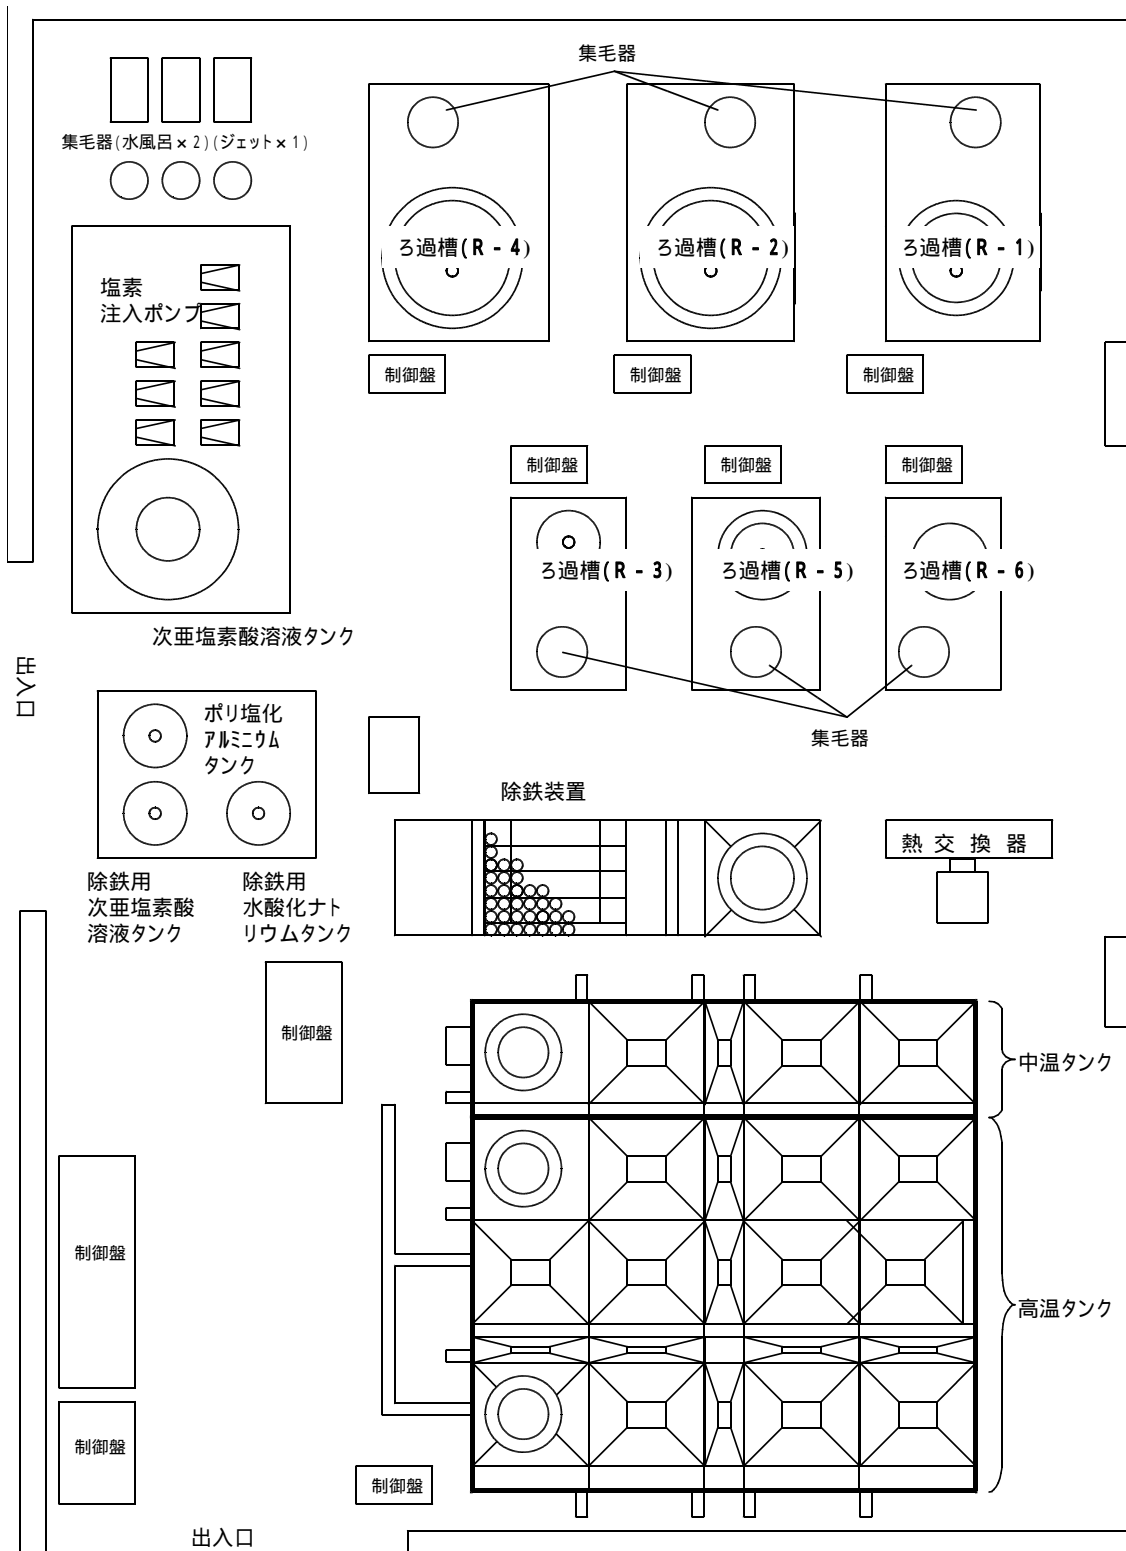 集毛器
集毛器(水風呂×2)(ジェット×1)
ろ過槽(R-4)
ろ過槽(R-2)
ろ過槽(R-1)
塩素
注入ポンプ
制御盤
制御盤
制御盤
制御盤
制御盤
制御盤
ろ過槽(R-3)
ろ過槽(R-5)
ろ過槽(R-6)
次亜塩素酸溶液タンク
出入口
ポリ塩化
アルミニウム
タンク
集毛器
除鉄装置
熱交換器
除鉄用
次亜塩素酸
溶液タンク
除鉄用
水酸化ナト
リウムタンク
制御盤
中温タンク
制御盤
高温タンク
制御盤
制御盤
出入口